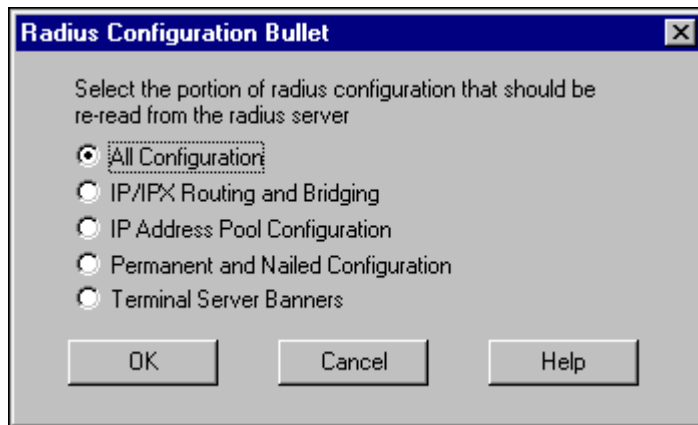 Radius Configuration Bullet
Select the portion of radius configuration that should be
re-read from the radius server
All Configuration
IP/IPX Routing and Bridging
IP Address Pool Configuration
Permanent and Nailed Configuration
Terminal Server Banners
OK Cancel Help